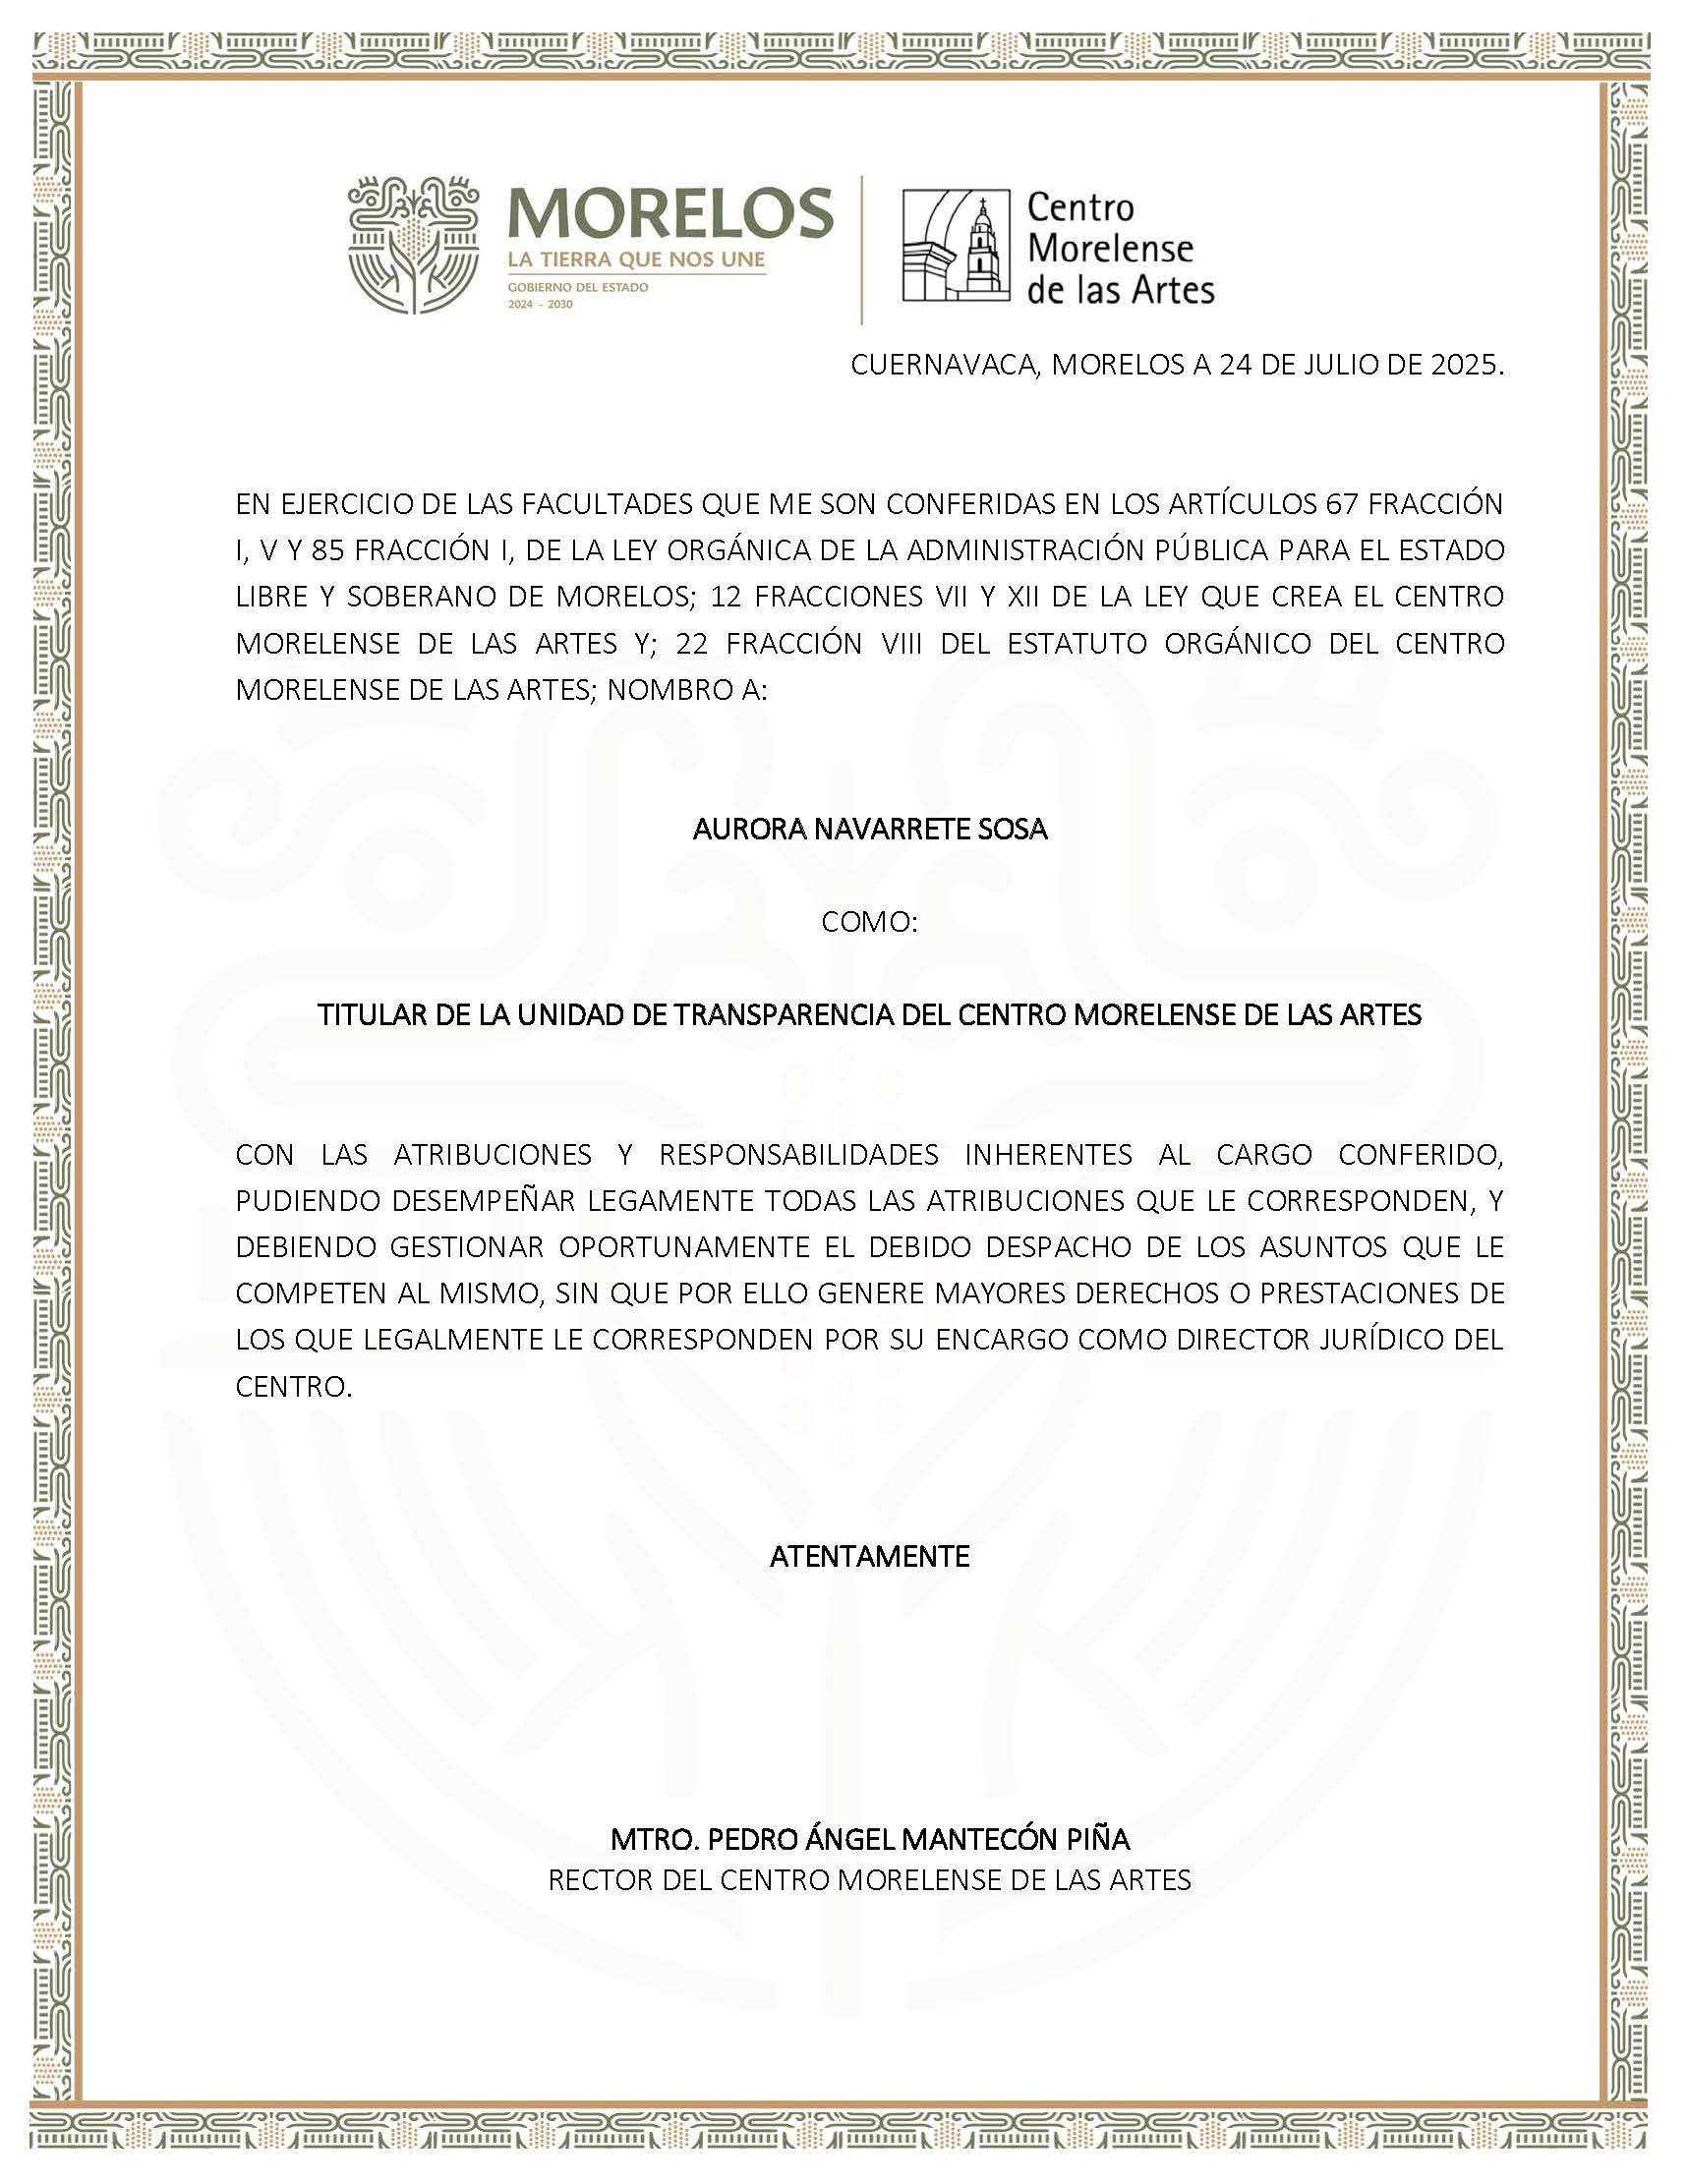 MORELOS
LA TIERRA QUE NOS UNE
GOBIERNO DEL ESTADO
2024 - 2030
Centro
Morelense
de las Artes
CUERNAVACA, MORELOS A 24 DE JULIO DE 2025.
EN EJERCICIO DE LAS FACULTADES QUE ME SON CONFERIDAS EN LOS ARTÍCULOS 67 FRACCIÓN
I, V Y 85 FRACCIÓN I, DE LA LEY ORGÁNICA DE LA ADMINISTRACIÓN PÚBLICA PARA EL ESTADO
LIBRE Y SOBERANO DE MORELOS; 12 FRACCIONES VII Y XII DE LA LEY QUE CREA EL CENTRO
MORELENSE DE LAS ARTES Y; 22 FRACCIÓN VIII DEL ESTATUTO ORGÁNICO DEL CENTRO
MORELENSE DE LAS ARTES; NOMBRO A:
AURORA NAVARRETE SOSA
COMO:
TITULAR DE LA UNIDAD DE TRANSPARENCIA DEL CENTRO MORELENSE DE LAS ARTES
CON LAS ATRIBUCIONES Y RESPONSABILIDADES INHERENTES AL CARGO CONFERIDO,
PUDIENDO DESEMPEÑAR LEGAMENTE TODAS LAS ATRIBUCIONES QUE LE CORRESPONDEN, Y
DEBIENDO GESTIONAR OPORTUNAMENTE EL DEBIDO DESPACHO DE LOS ASUNTOS QUE LE
COMPETEN AL MISMO, SIN QUE POR ELLO GENERE MAYORES DERECHOS O PRESTACIONES DE
LOS QUE LEGALMENTE LE CORRESPONDEN POR SU ENCARGO COMO DIRECTOR JURÍDICO DEL
CENTRO.
ATENTAMENTE
MTRO. PEDRO ÁNGEL MANTECÓN PIÑA
RECTOR DEL CENTRO MORELENSE DE LAS ARTES